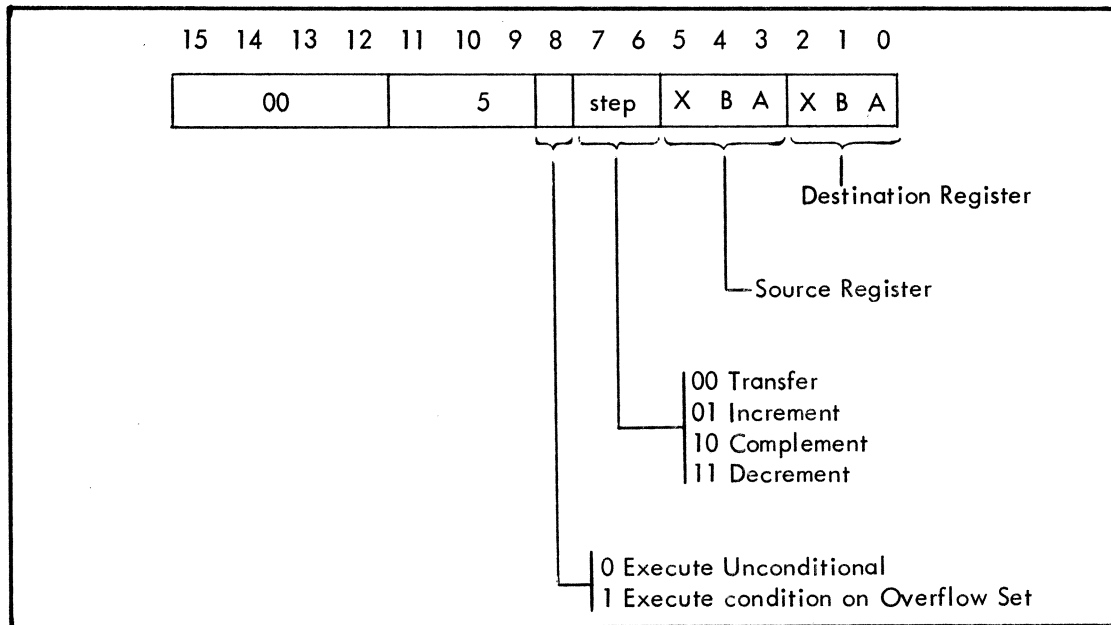 15 14 13 12 11 10 9 8 7 6 5 4 3 2 1 0
00 5 step X B A X B A
Destination Register
Source Register
00 Transfer
01 Increment
10 Complement
11 Decrement
0 Execute Unconditional
1 Execute condition on Overflow Set